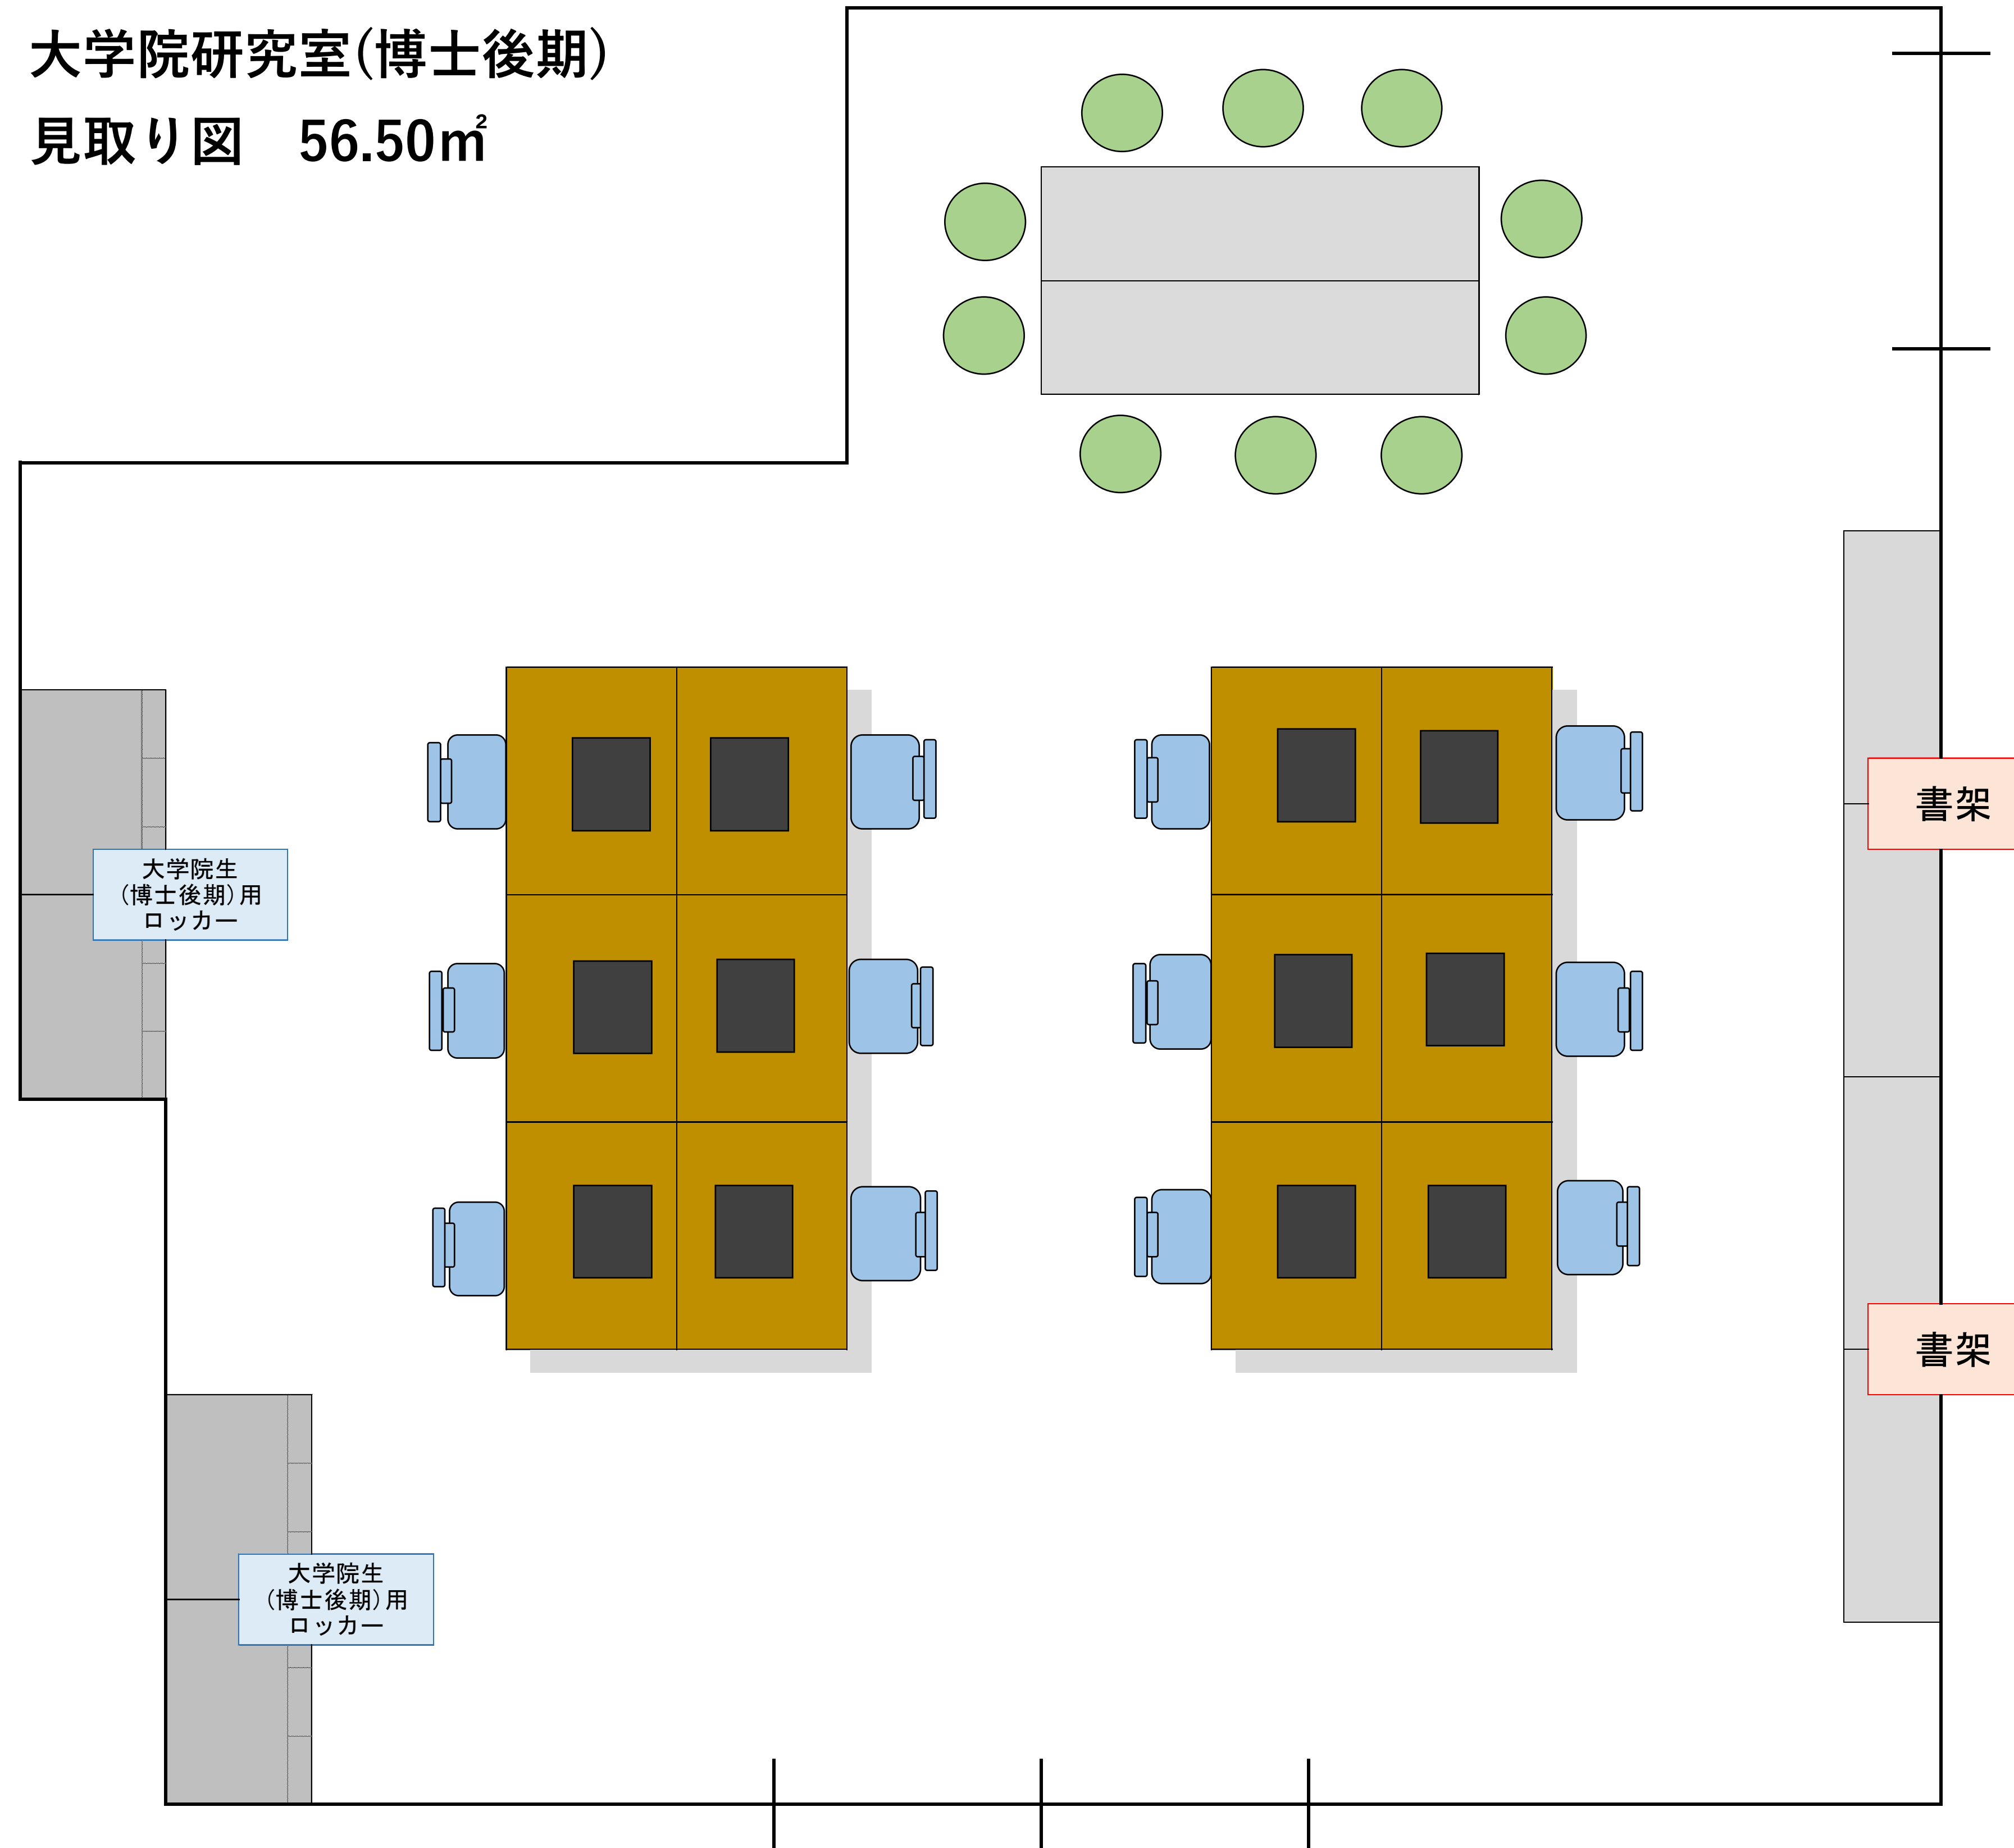 大学院研究室(博士後期)
見取り図　56.50㎡
書架
大学院生
(博士後期)用
ロッカー
書架
大学院生
(博士後期)用
ロッカー